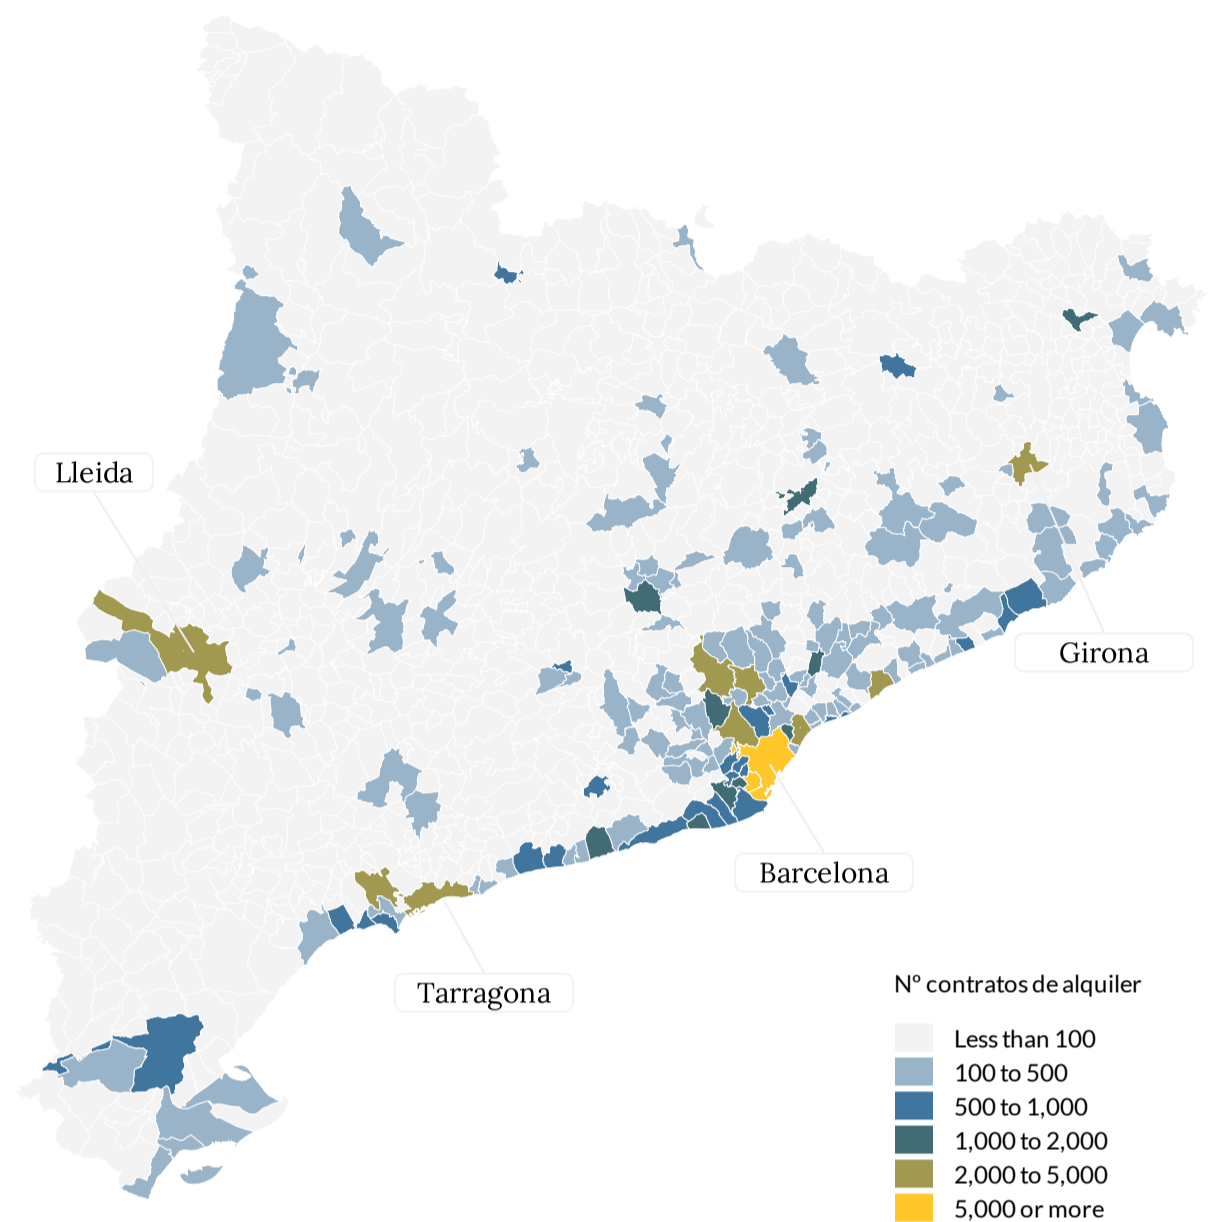 Lleida
Girona
Barcelona
Tarragona
Nº contratos de alquiler
Less than 100
100 to 500
500 to 1,000
1,000 to 2,000
2,000 to 5,000
5,000 or more